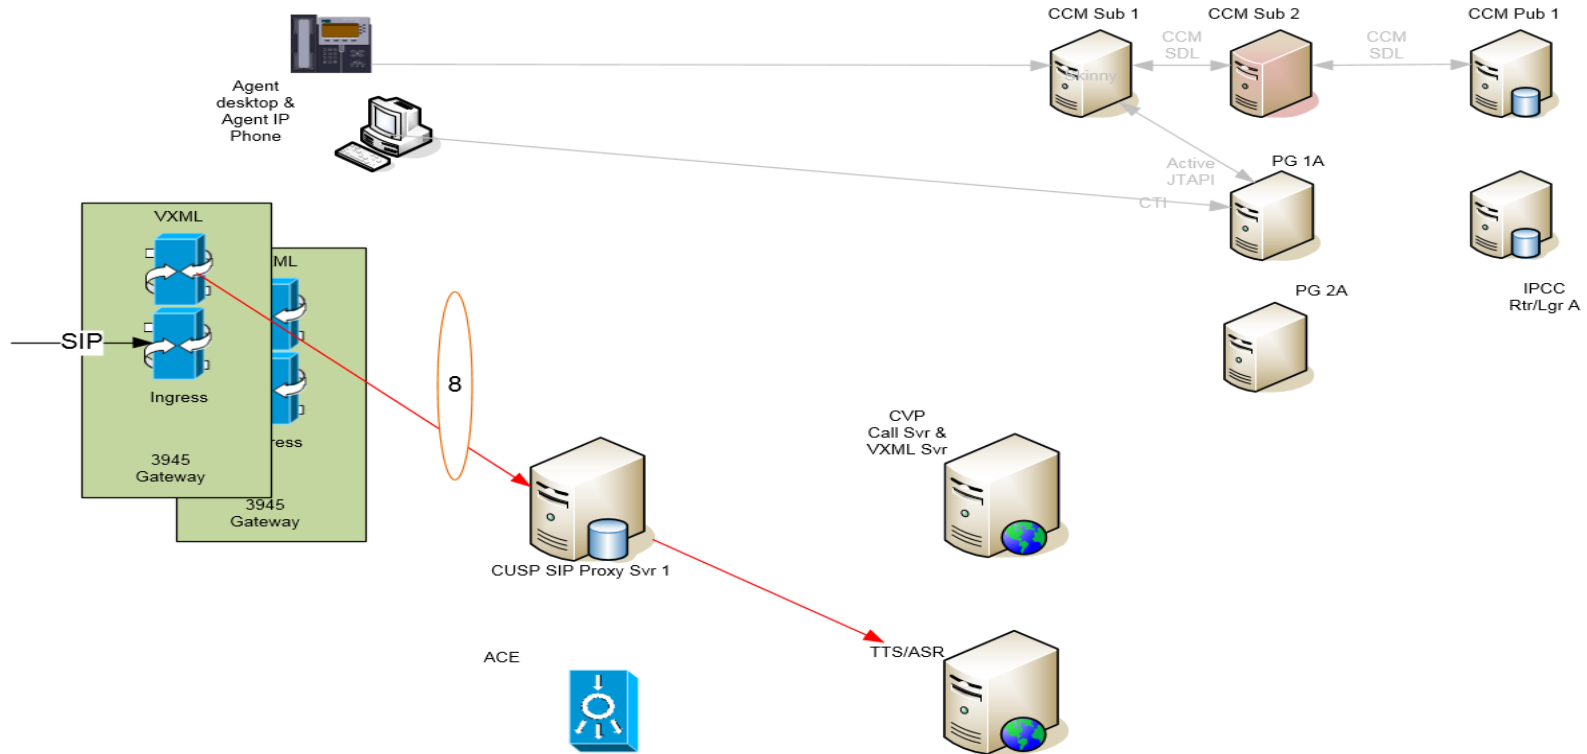 CCM Sub 1
CCM Sub 2
CCM Pub 1
CCM
SDL
CCM
SDL
Skinny
Agent
desktop &
Agent IP
Phone
Active
JTAPI
PG 1A
CTI
VXML
ML
IPCC
Rtr/Lgr A
PG 2A
SIP
8
Ingress
ress
CVP
Call Svr &
VXML Svr
3945
Gateway
3945
Gateway
CUSP SIP Proxy Svr 1
ACE
TTS/ASR